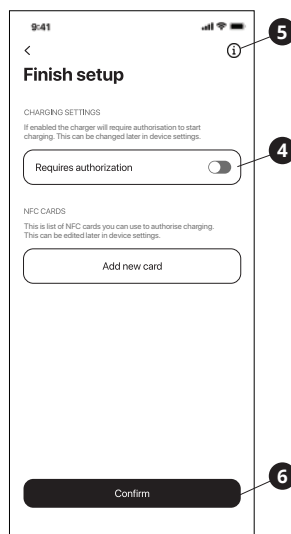 9:41
5
Finish setup
CHARGING SETTINGS
If enabled the charger will require authorisation to start
charging. This can be changed later in device settings.
4
Requires authorization
NFC CARDS
This is list of NFC cards you can use to authorise charging.
This can be edited later in device settings.
Add new card
6
Confirm